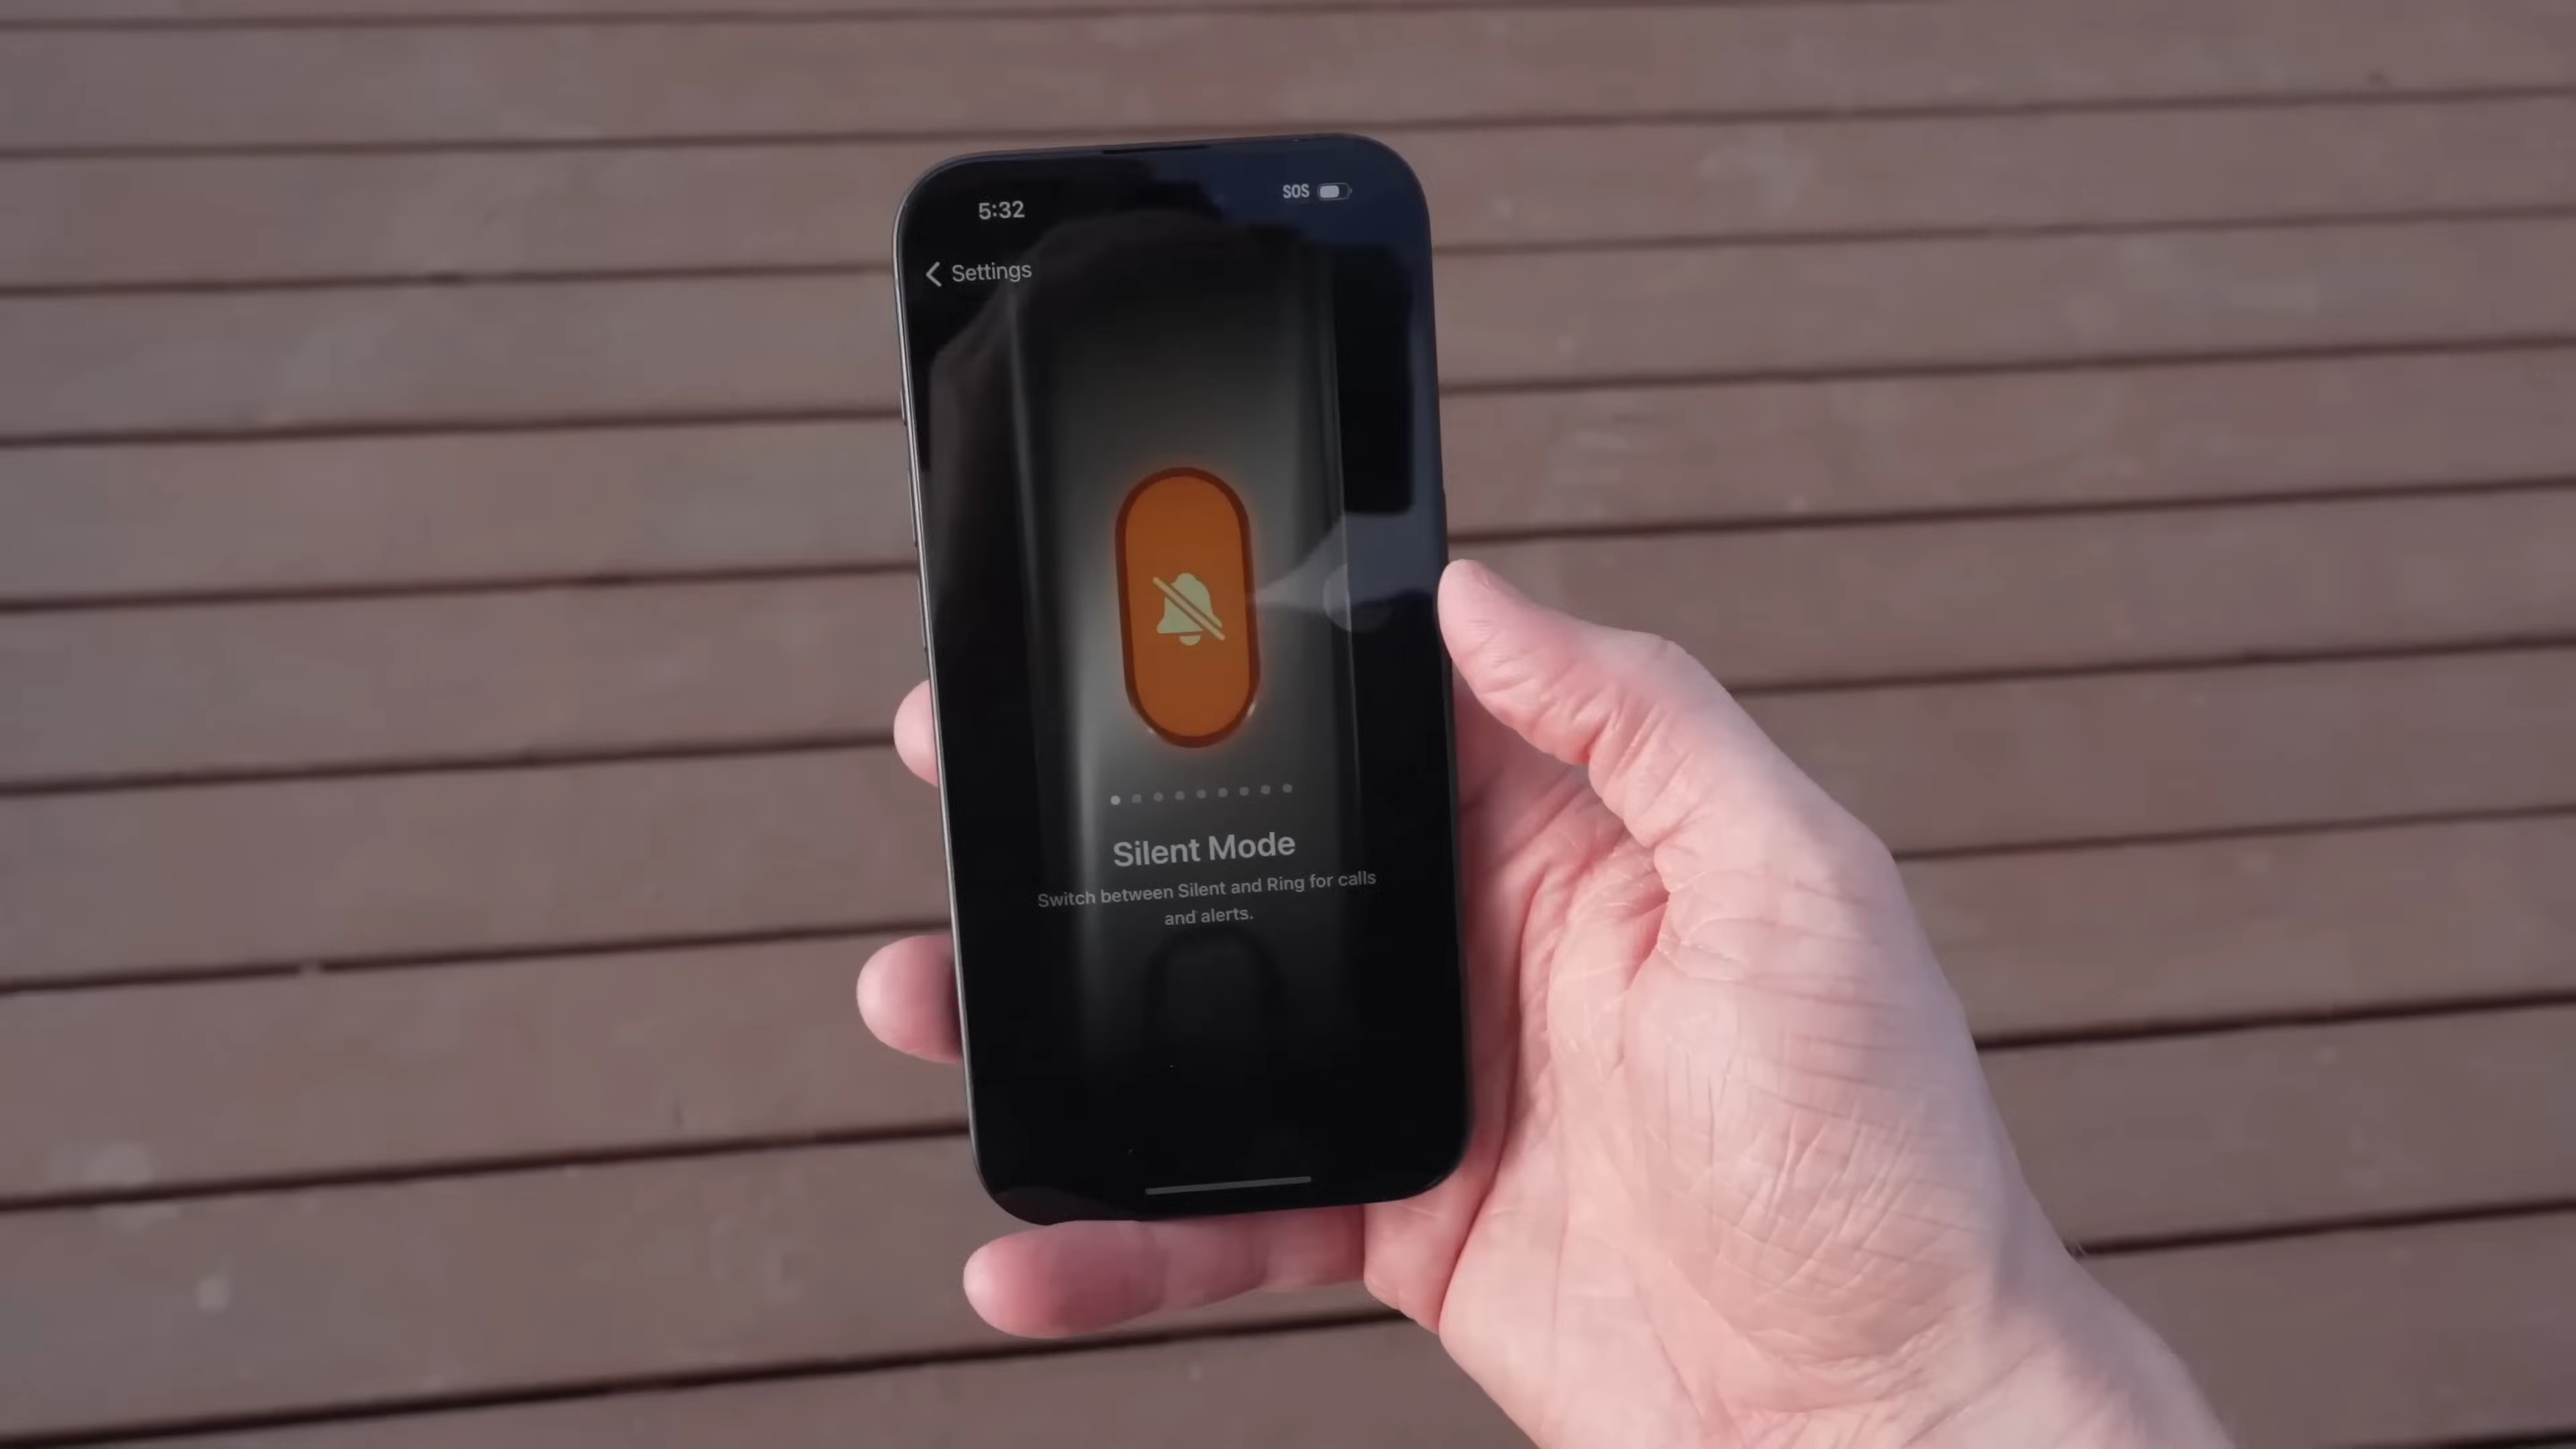 5:32
SOS
Settings
Silent Mode
Switch between Silent and Ring for calls
and alerts.